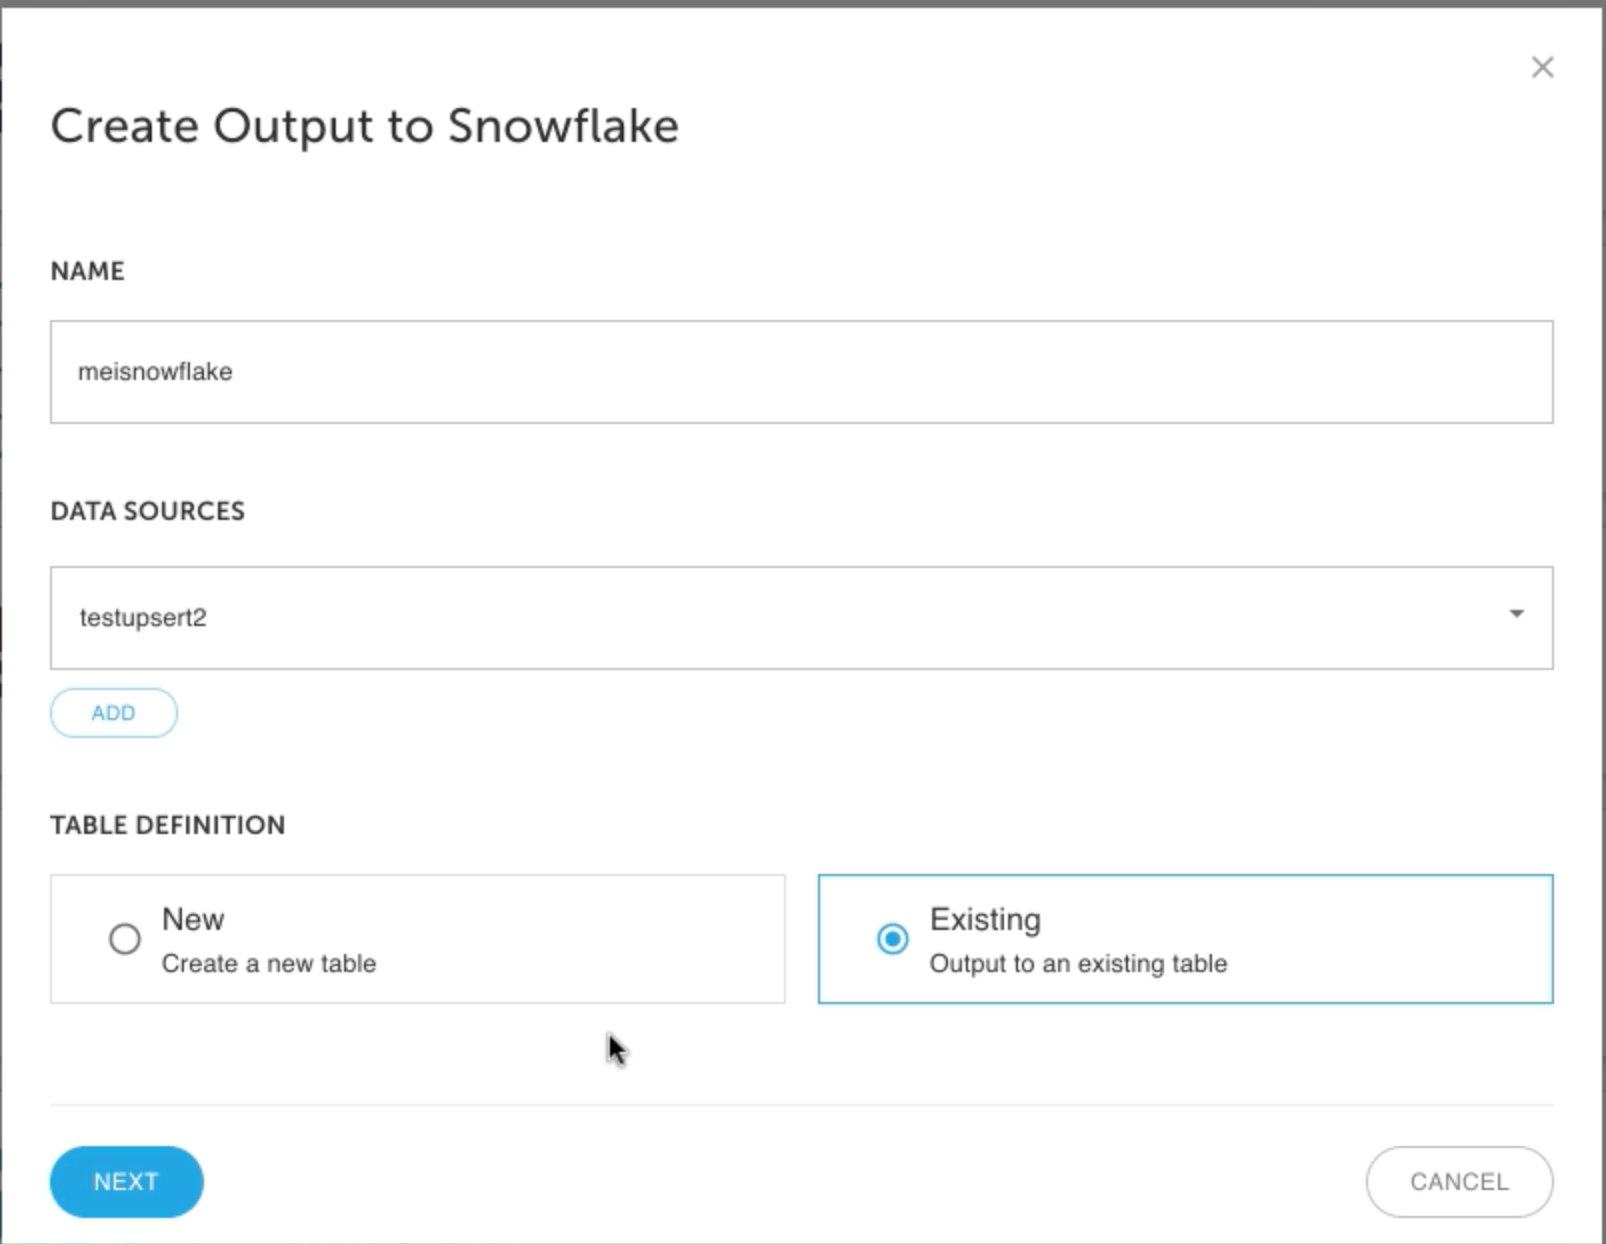 Create Output to Snowflake
NAME
meisnowflake
DATA SOURCES
testupsert2
ADD
TABLE DEFINITION
New
Create a new table
Existing
Output to an existing table
NEXT
CANCEL